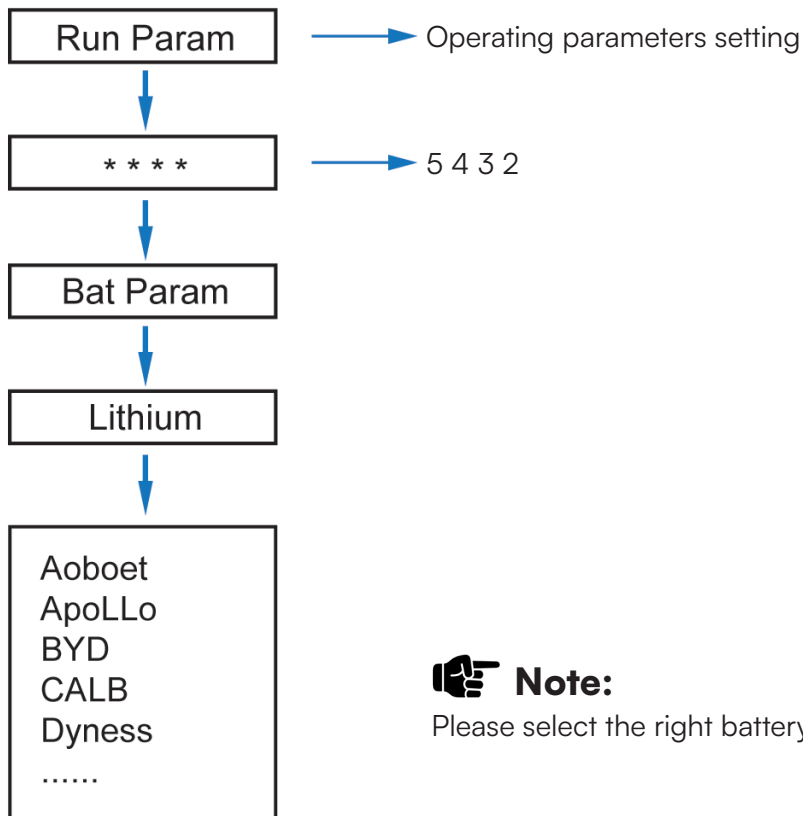 Run Param
Operating parameters setting
* * * *
5 4 3 2
Bat Param
Lithium
Aoboet
ApoLLo
BYD
CALB
Dyness
......
Note:
Please select the right battery